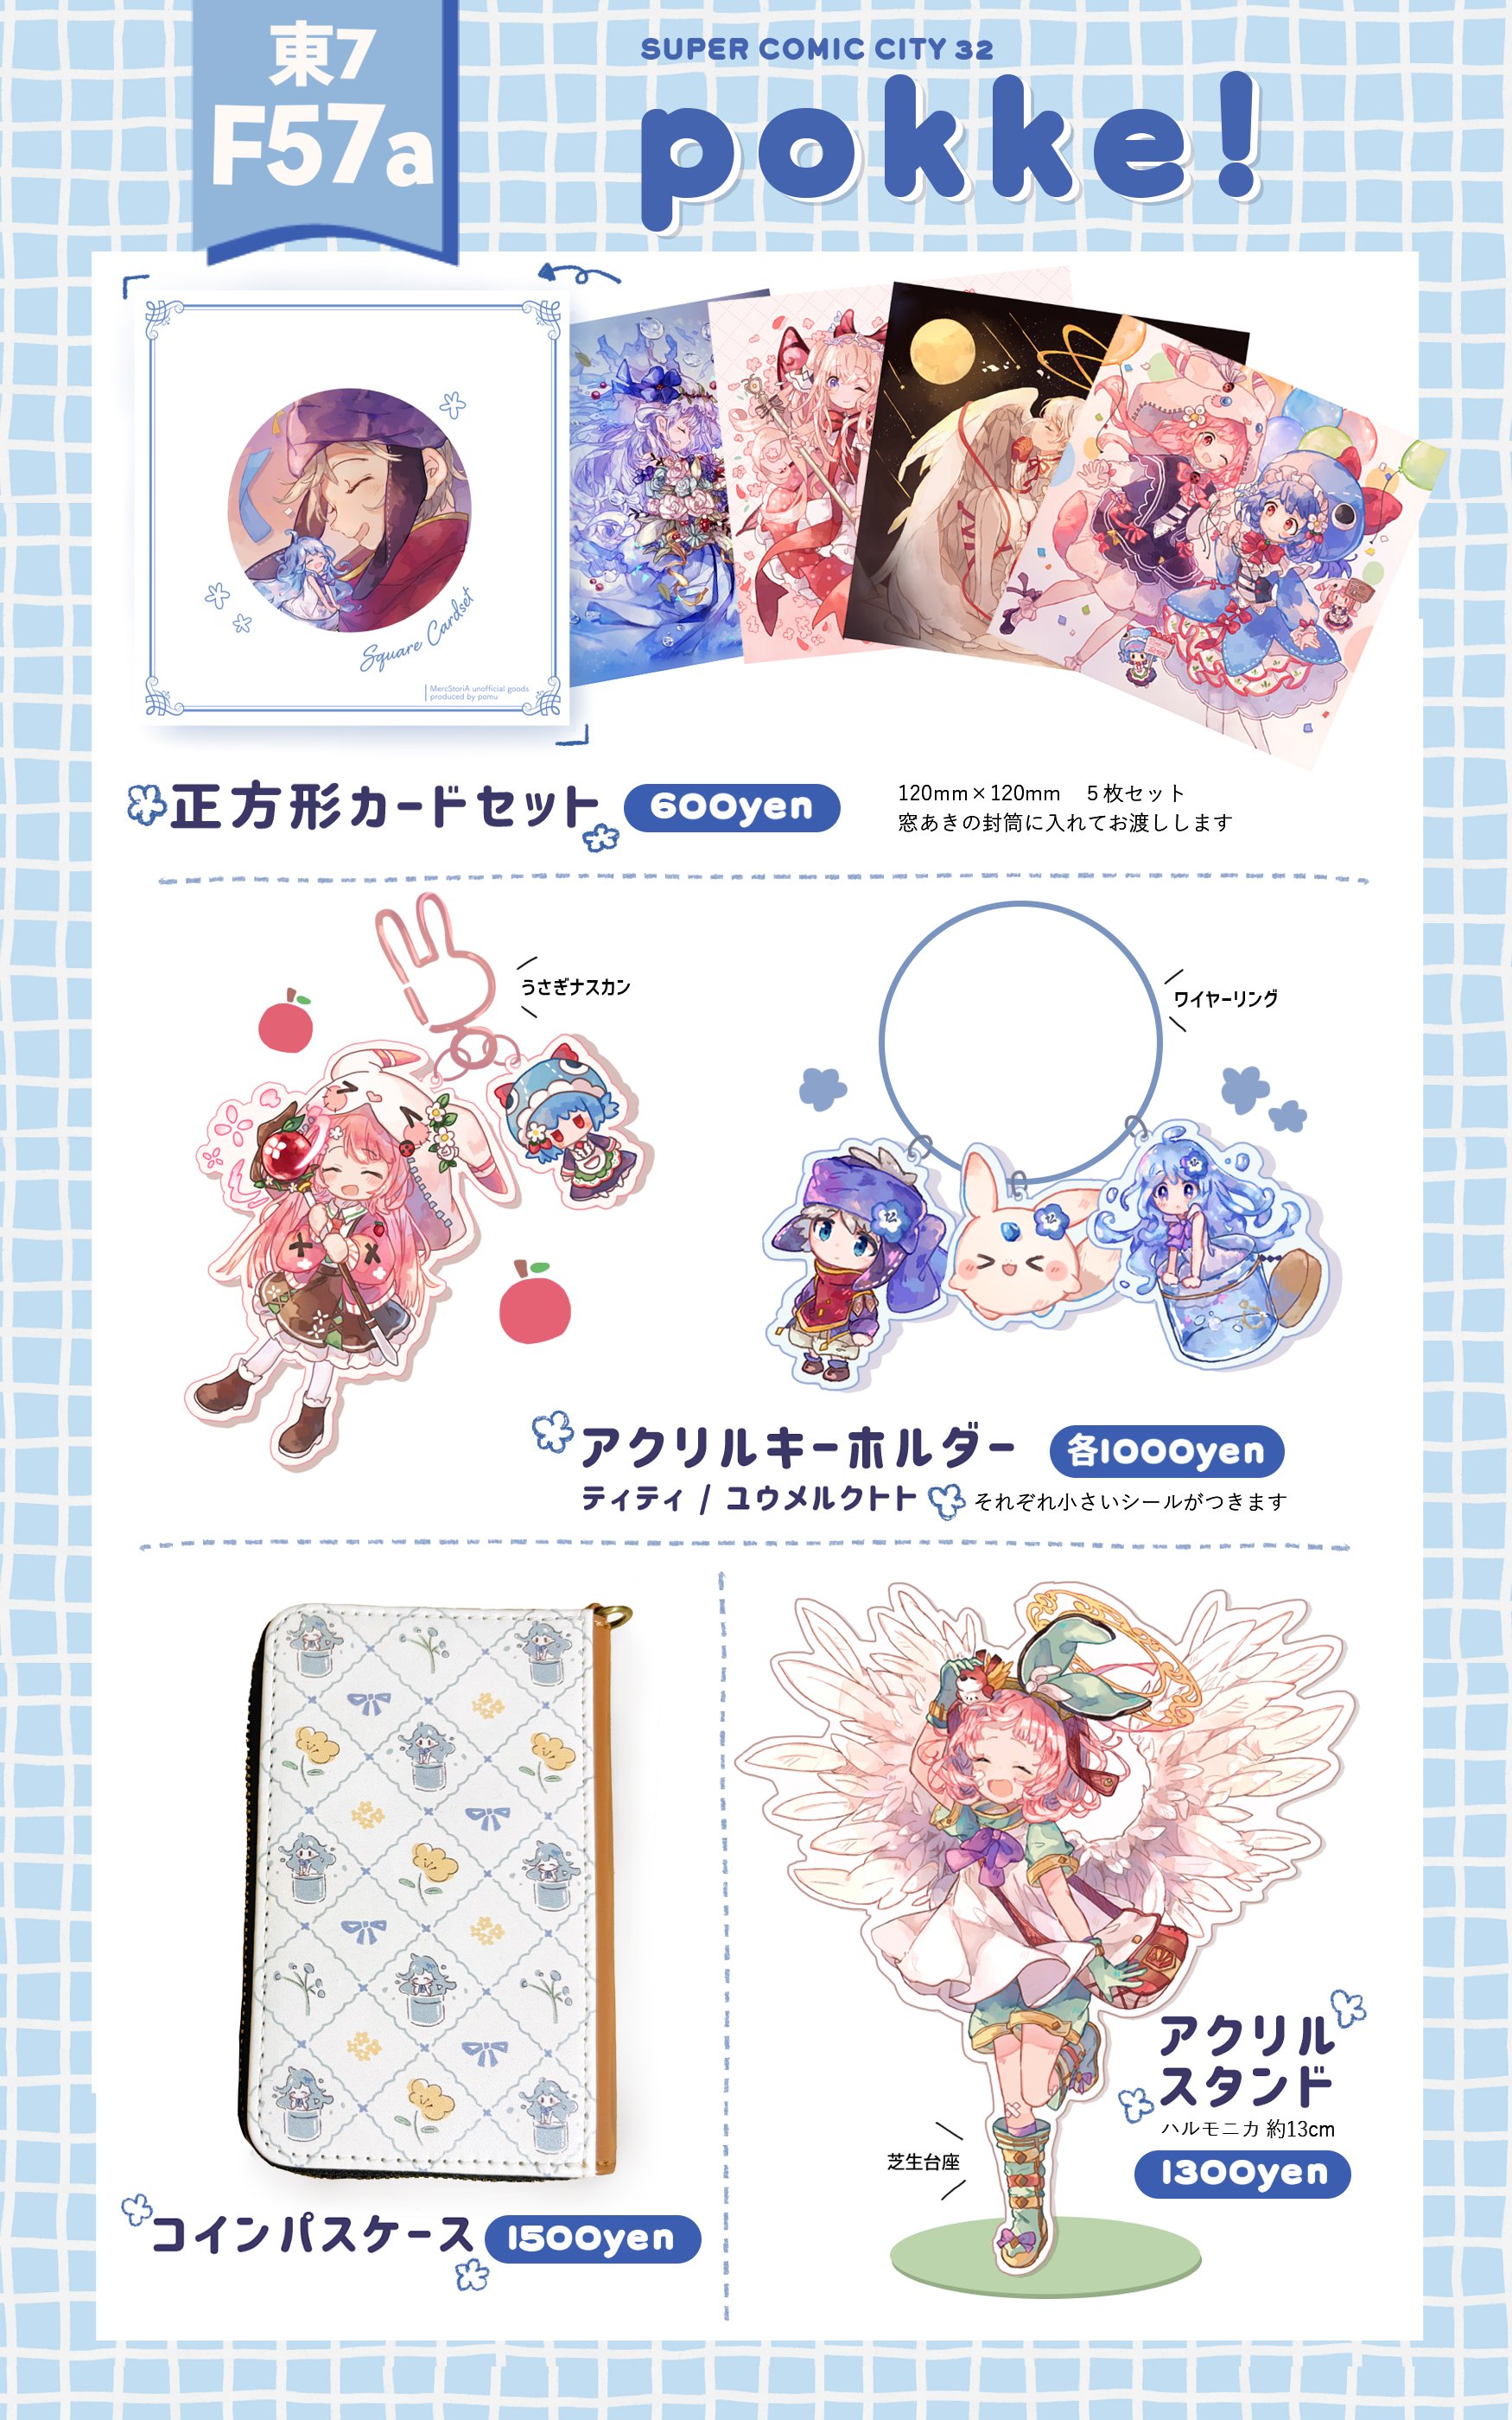 東7
F57a
SUPER COMIC CITY 32
pokke!
Square Cardset
MercStoriA unofficial goods
produced by pomu
正方形カードセット 600yen
120mm×120mm 5枚セット
窓あきの封筒に入れてお渡しします
うさぎナスカン
ワイヤーリング
アクリルキーホルダー 各1000yen
ティティ / ユウメルクトト それぞれ小さいシールがつきます
コインパスケース 1500yen
アクリル
スタンド
ハルモニカ 約13cm
1300yen
芝生台座